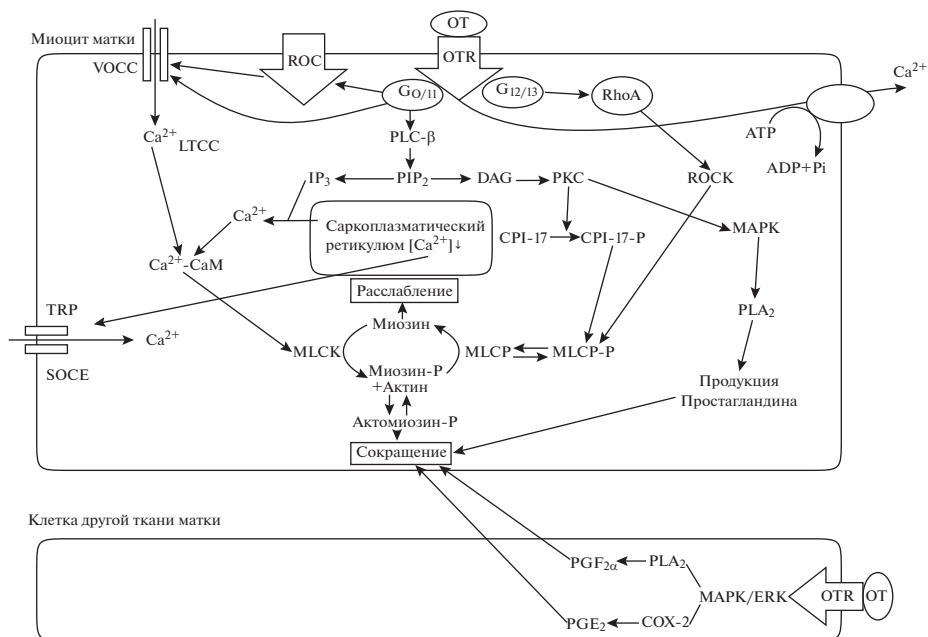 OT
Миоцит матки
VOCC
ROC
OTR
Ca2+
GO/11
G12/13
RhoA
ATP
Ca2+ LTCC
PLC-β
ADP+Pi
IP3
PIP2
DAG
PKC
ROCK
Ca2+
Саркоплазматический
ретикулюм [Ca2+]↓
CPI-17
CPI-17-P
MAPK
Ca2+-CaM
Расслабление
TRP
PLA2
Миозин
Ca2+
MLCK
MLCP
MLCP-P
SOCE
Миозин-P
+Актин
Продукция
Простагландина
Актомиозин-P
Сокращение
Клетка другой ткани матки
PGF2α
PLA2
MAPK/ERK
OTR
OT
PGE2
COX-2